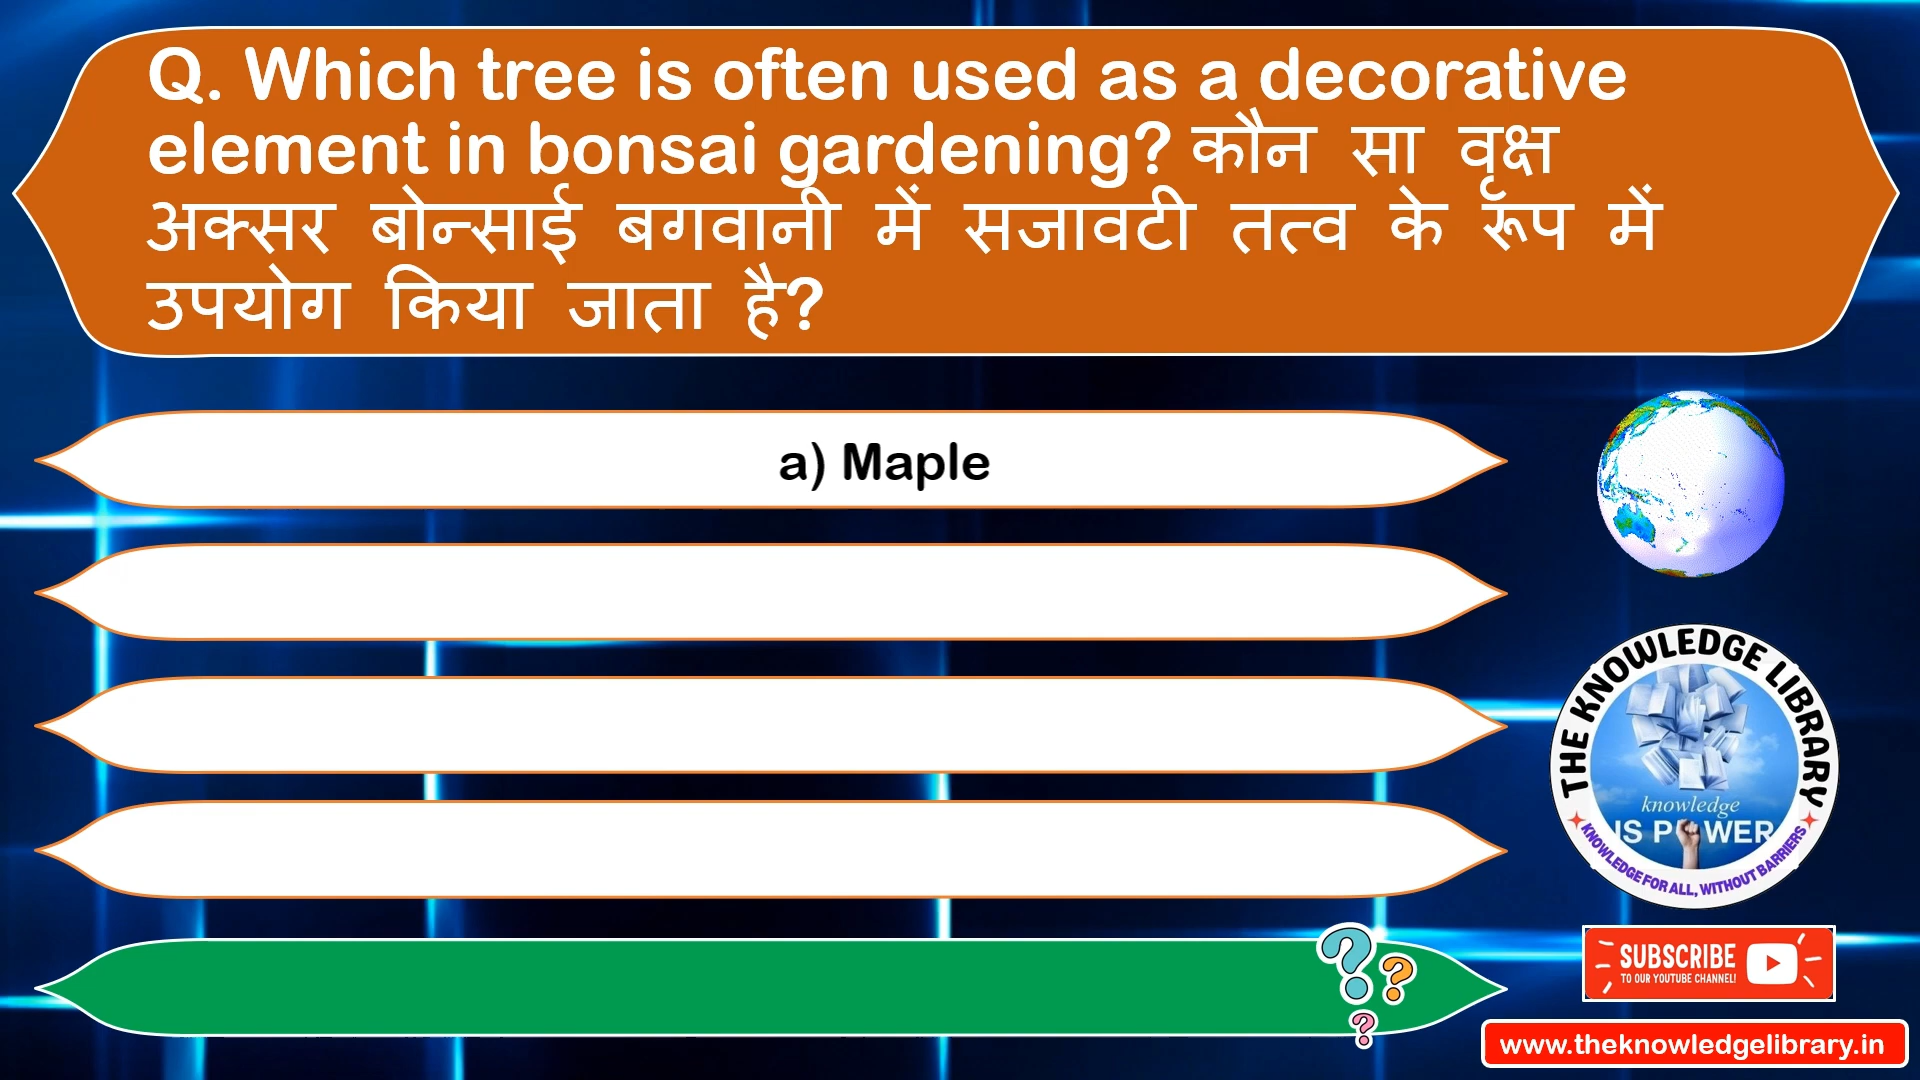 Q. Which tree is often used as a decorative
element in bonsai gardening? कौन सा वृक्ष
अक्सर बोन्साई बगवानी में सजावटी तत्व के रूप में
उपयोग किया जाता है?
a) Maple
THE KNOWLEDGE LIBRARY
knowledge
IS POWER
KNOWLEDGE FOR ALL, WITHOUT BARRIERS
SUBSCRIBE
TO OUR YOUTUBE CHANNEL!
www.theknowledgelibrary.in